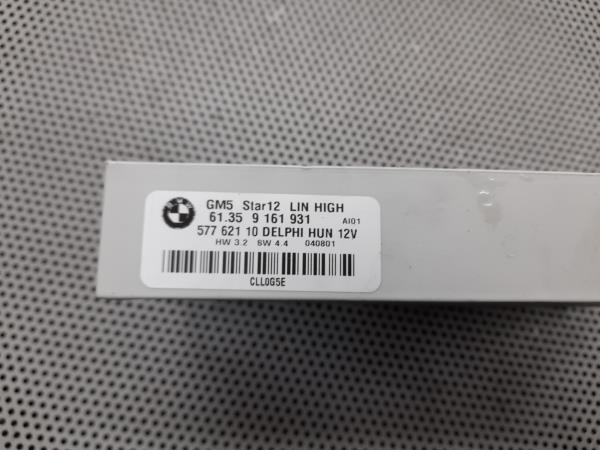 GM5 Star12 LIN HIGH
61.35 9 161 931 AI01
577 621 10 DELPHI HUN 12V
HW 3.2 SW 4.4 040801
CLL0G5E